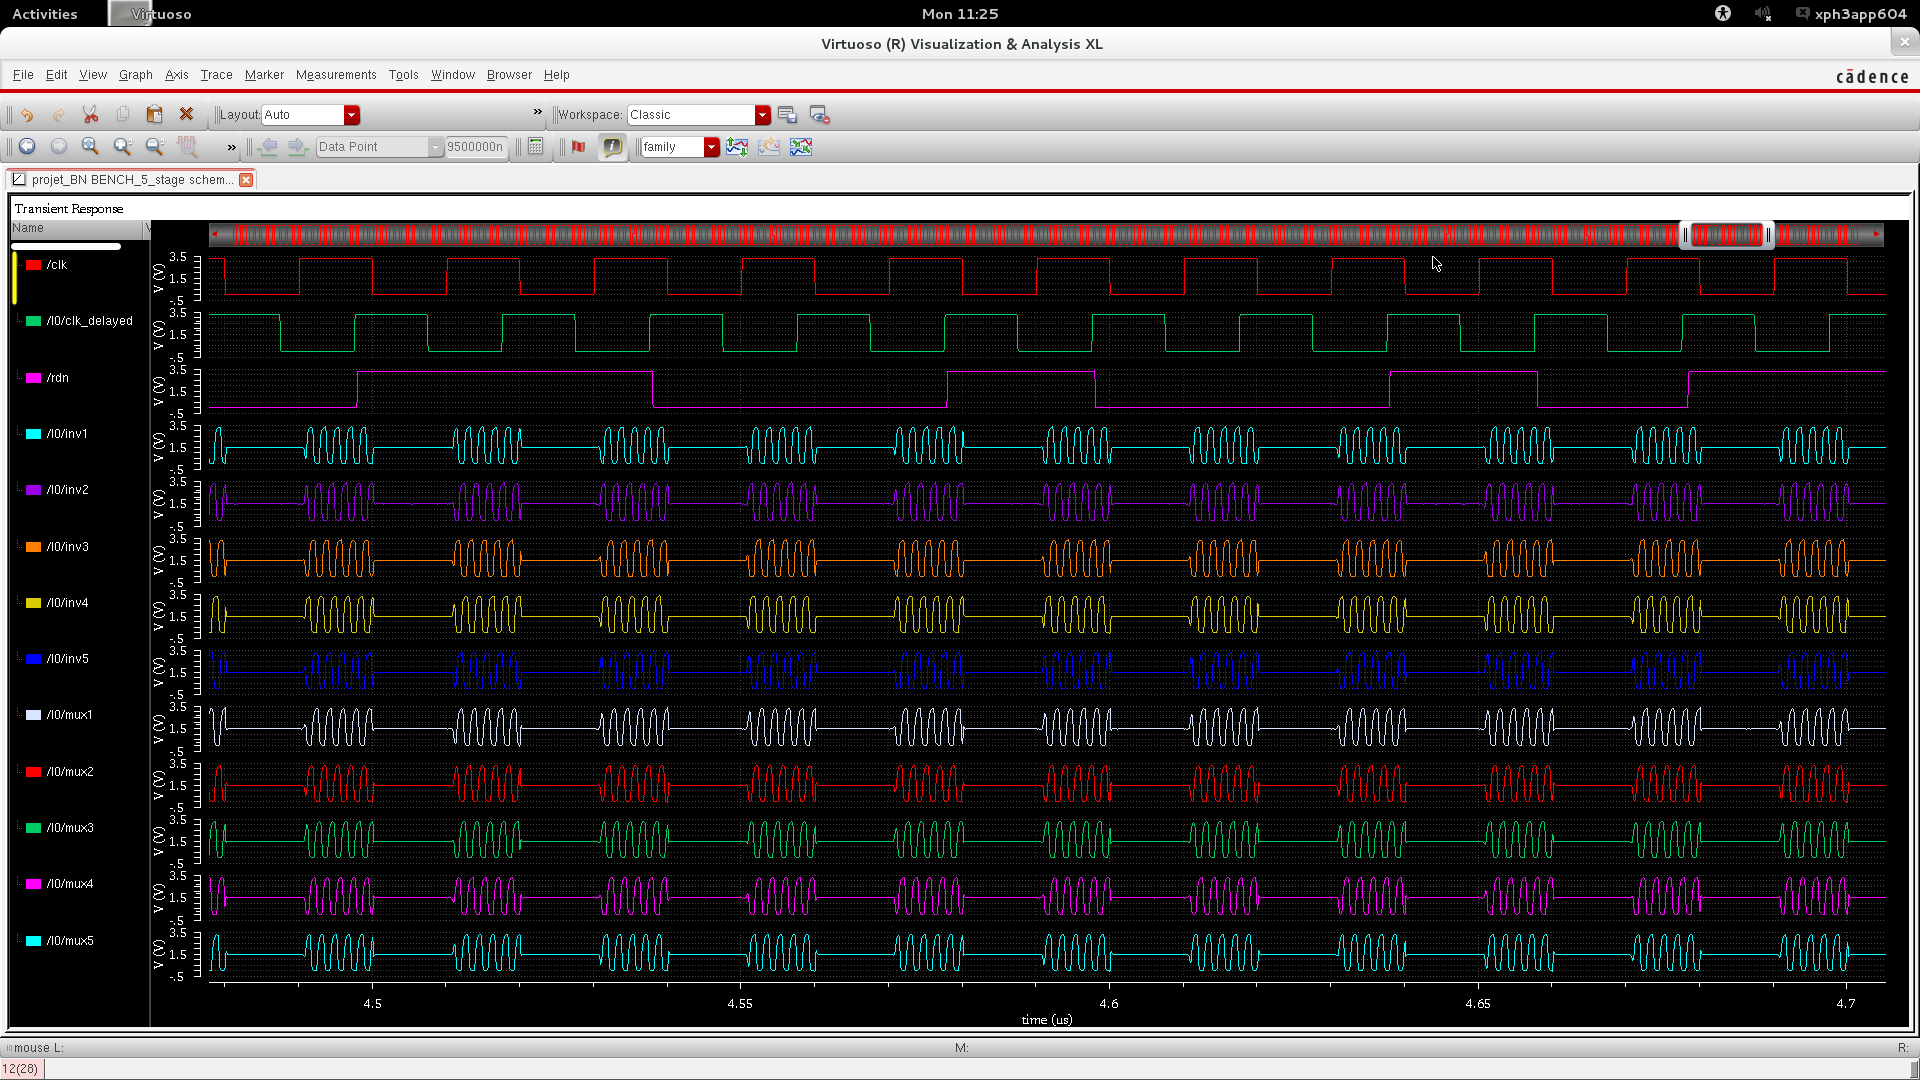 Activities Virtuoso Mon 11:25 xph3app604
Virtuoso (R) Visualization & Analysis XL
File Edit View Graph Axis Trace Marker Measurements Tools Window Browser Help cādence
Layout: Auto » Workspace: Classic
» Data Point 9500000n family
projet_BN BENCH_5_stage schem...
Transient Response
Name V
/clk V (V) 3.5 1.5 -.5
/I0/clk_delayed V (V) 3.5 1.5 -.5
/rdn V (V) 3.5 1.5 -.5
/I0/inv1 V (V) 3.5 1.5 -.5
/I0/inv2 V (V) 3.5 1.5 -.5
/I0/inv3 V (V) 3.5 1.5 -.5
/I0/inv4 V (V) 3.5 1.5 -.5
/I0/inv5 V (V) 3.5 1.5 -.5
/I0/mux1 V (V) 3.5 1.5 -.5
/I0/mux2 V (V) 3.5 1.5 -.5
/I0/mux3 V (V) 3.5 1.5 -.5
/I0/mux4 V (V) 3.5 1.5 -.5
/I0/mux5 V (V) 3.5 1.5 -.5
4.5 4.55 4.6 4.65 4.7
time (us)
mouse L: M: R:
12(28)